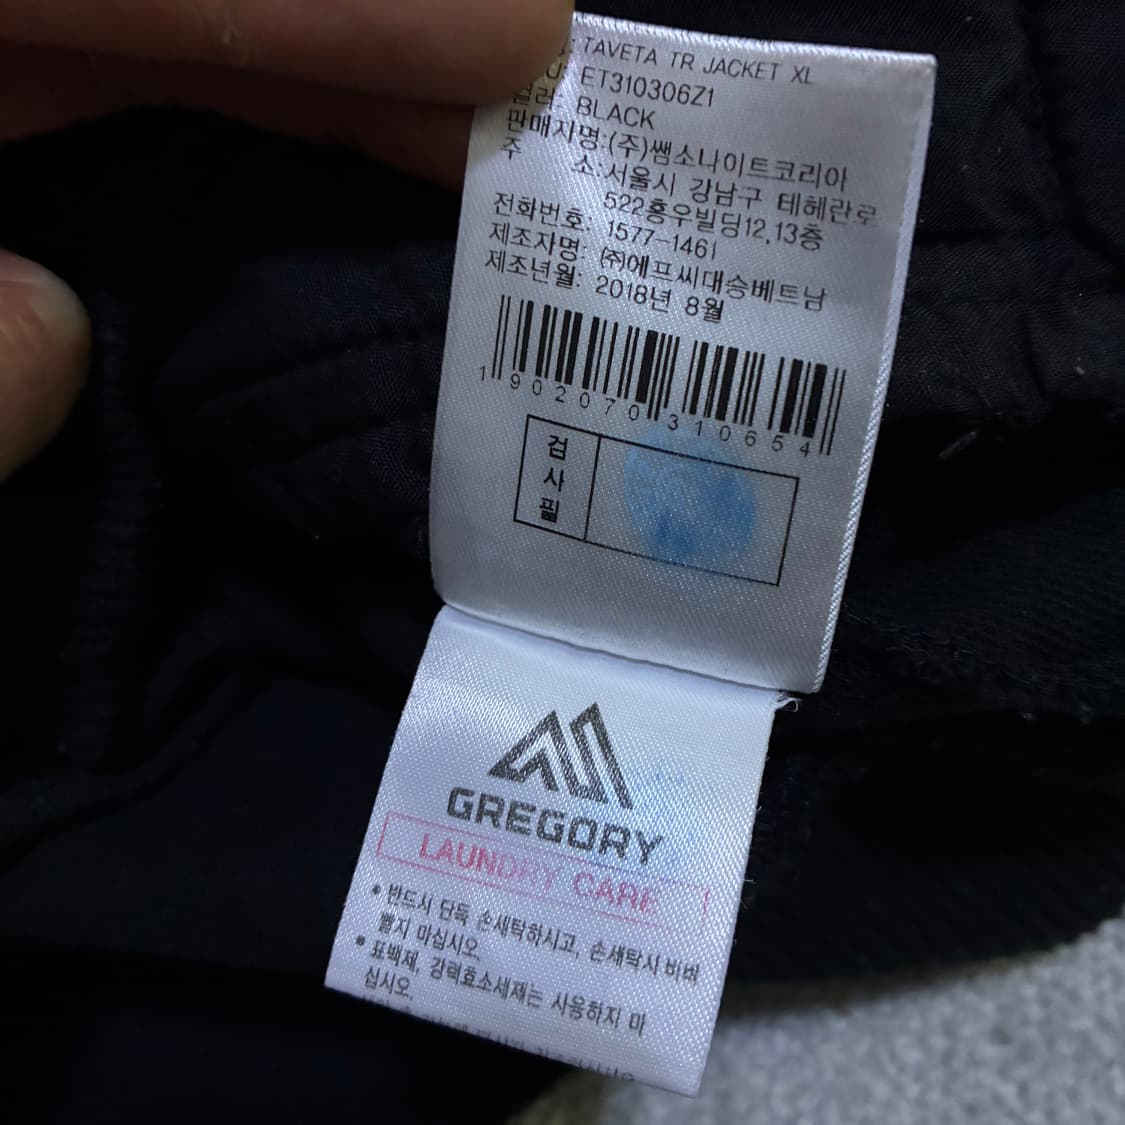 : TAVETA TR JACKET XL
: ET310306Z1
컬러: BLACK
판매자명:(주)쌤소나이트코리아
주 소:서울시 강남구 테헤란로
522홍우빌딩12,13층
전화번호: 1577-1461
제조자명: ㈜에프씨대승베트남
제조년월: 2018년 8월
1 902070 310654
검
사
필
GREGORY
LAUNDRY CARE
• 반드시 단독 손세탁하시고, 손세탁시 비벼
빨지 마십시오.
• 표백제, 강력효소세재는 사용하지 마
십시오.